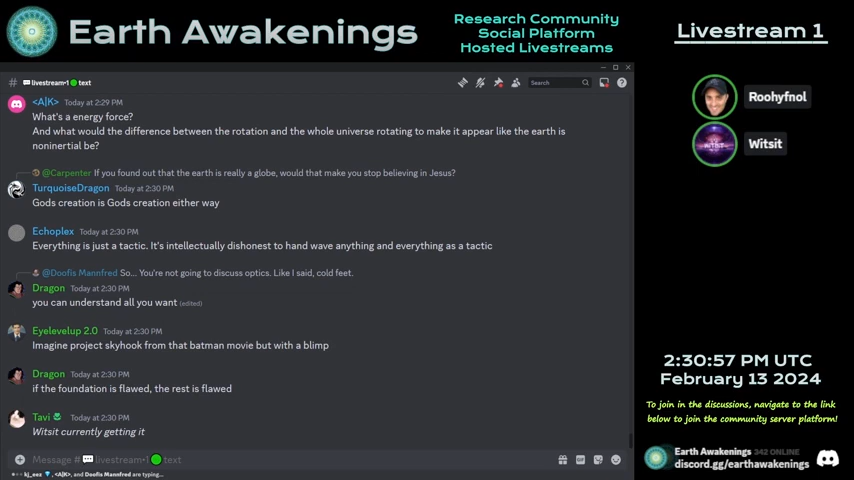 Earth Awakenings
Research Community
Social Platform
Hosted Livestreams
Livestream 1
# livestream•1 text
Search
<A|K> Today at 2:29 PM
What's a energy force?
And what would the difference between the rotation and the whole universe rotating to make it appear like the earth is
noninertial be?
@Carpenter If you found out that the earth is really a globe, would that make you stop believing in Jesus?
TurquoiseDragon Today at 2:30 PM
Gods creation is Gods creation either way
Echoplex Today at 2:30 PM
Everything is just a tactic. It's intellectually dishonest to hand wave anything and everything as a tactic
@Doofis Mannfred So... You're not going to discuss optics. Like I said, cold feet.
Dragon Today at 2:30 PM
you can understand all you want (edited)
Eyelevelup 2.0 Today at 2:30 PM
Imagine project skyhook from that batman movie but with a blimp
Dragon Today at 2:30 PM
if the foundation is flawed, the rest is flawed
Tavi Today at 2:30 PM
Witsit currently getting it
Message # livestream•1 text
<A|K>, and Doofis Mannfred are typing...
Roohyfnol
Witsit
2:30:57 PM UTC
February 13 2024
To join in the discussions, navigate to the link
below to join the community server platform!
Earth Awakenings 342 ONLINE
discord.gg/earthawakenings